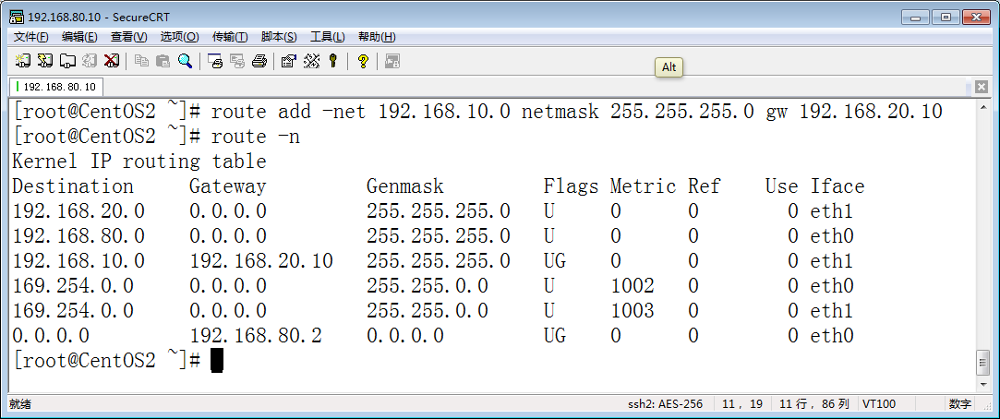 192.168.80.10 - SecureCRT
文件(F) 编辑(E) 查看(V) 选项(O) 传输(T) 脚本(S) 工具(L) 帮助(H)
Alt
192.168.80.10
[root@CentOS2 ~]# route add -net 192.168.10.0 netmask 255.255.255.0 gw 192.168.20.10
[root@CentOS2 ~]# route -n
Kernel IP routing table
Destination     Gateway         Genmask         Flags Metric Ref    Use Iface
192.168.20.0    0.0.0.0         255.255.255.0   U     0      0        0 eth1
192.168.80.0    0.0.0.0         255.255.255.0   U     0      0        0 eth0
192.168.10.0    192.168.20.10   255.255.255.0   UG    0      0        0 eth1
169.254.0.0     0.0.0.0         255.255.0.0     U     1002   0        0 eth0
169.254.0.0     0.0.0.0         255.255.0.0     U     1003   0        0 eth1
0.0.0.0         192.168.80.2    0.0.0.0         UG    0      0        0 eth0
[root@CentOS2 ~]#
就绪 ssh2: AES-256 11, 19 11 行, 86 列 VT100 数字